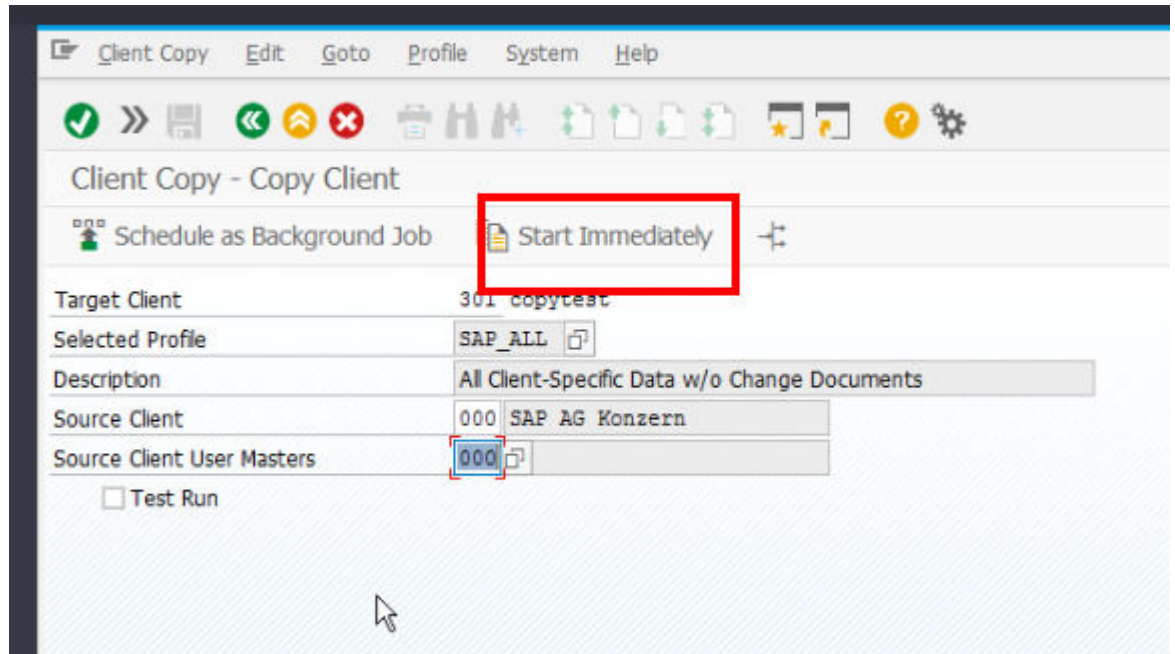 Client Copy Edit Goto Profile System Help
Client Copy - Copy Client
Schedule as Background Job Start Immediately
Target Client 301 copytest
Selected Profile SAP_ALL
Description All Client-Specific Data w/o Change Documents
Source Client 000 SAP AG Konzern
Source Client User Masters 000
Test Run